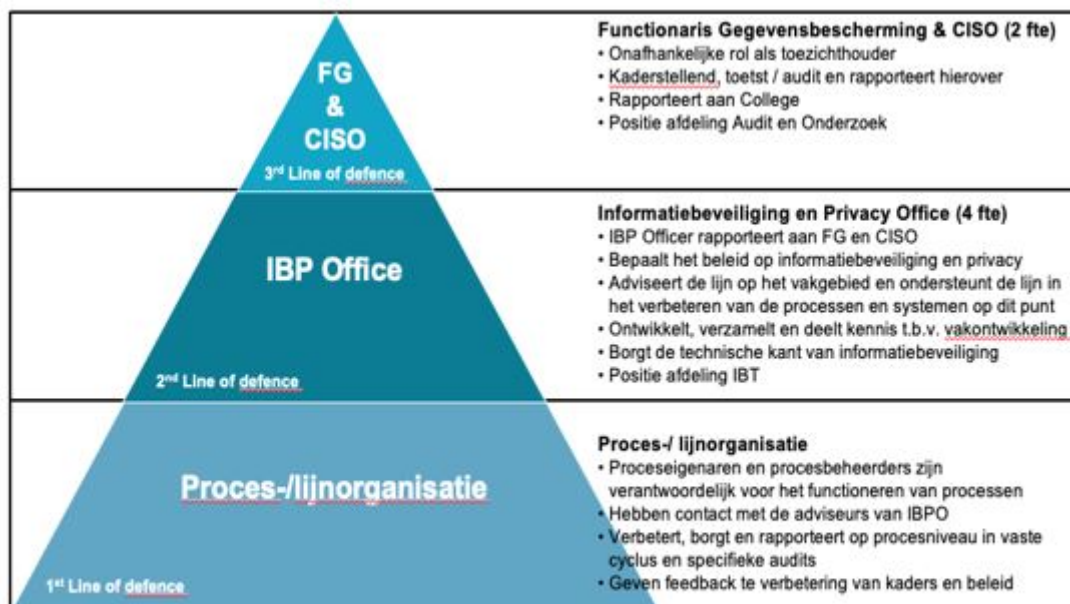 FG
&
CISO
3rd Line of defence
Functionaris Gegevensbescherming & CISO (2 fte)
• Onafhankelijke rol als toezichthouder
• Kaderstellend, toetst / audit en rapporteert hierover
• Rapporteert aan College
• Positie afdeling Audit en Onderzoek
IBP Office
2nd Line of defence
Informatiebeveiliging en Privacy Office (4 fte)
• IBP Officer rapporteert aan FG en CISO
• Bepaalt het beleid op informatiebeveiliging en privacy
• Adviseert de lijn op het vakgebied en ondersteunt de lijn in
het verbeteren van de processen en systemen op dit punt
• Ontwikkelt, verzamelt en deelt kennis t.b.v. vakontwikkeling
• Borgt de technische kant van informatiebeveiliging
• Positie afdeling IBT
Proces-/lijnorganisatie
1st Line of defence
Proces-/ lijnorganisatie
• Proceseigenaren en procesbeheerders zijn
verantwoordelijk voor het functioneren van processen
• Hebben contact met de adviseurs van IBPO
• Verbetert, borgt en rapporteert op procesniveau in vaste
cyclus en specifieke audits
• Geven feedback te verbetering van kaders en beleid